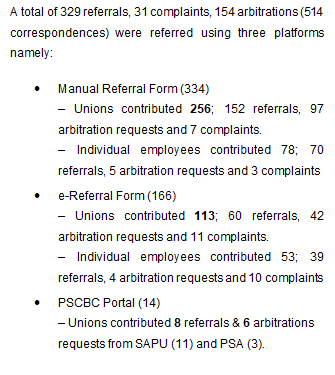 A total of 329 referrals, 31 complaints, 154 arbitrations (514
correspondences) were referred using three platforms
namely:
• Manual Referral Form (334)
– Unions contributed 256; 152 referrals, 97
arbitration requests and 7 complaints.
– Individual employees contributed 78; 70
referrals, 5 arbitration requests and 3 complaints
• e-Referral Form (166)
– Unions contributed 113; 60 referrals, 42
arbitration requests and 11 complaints.
– Individual employees contributed 53; 39
referrals, 4 arbitration requests and 10 complaints
• PSCBC Portal (14)
– Unions contributed 8 referrals & 6 arbitrations
requests from SAPU (11) and PSA (3).